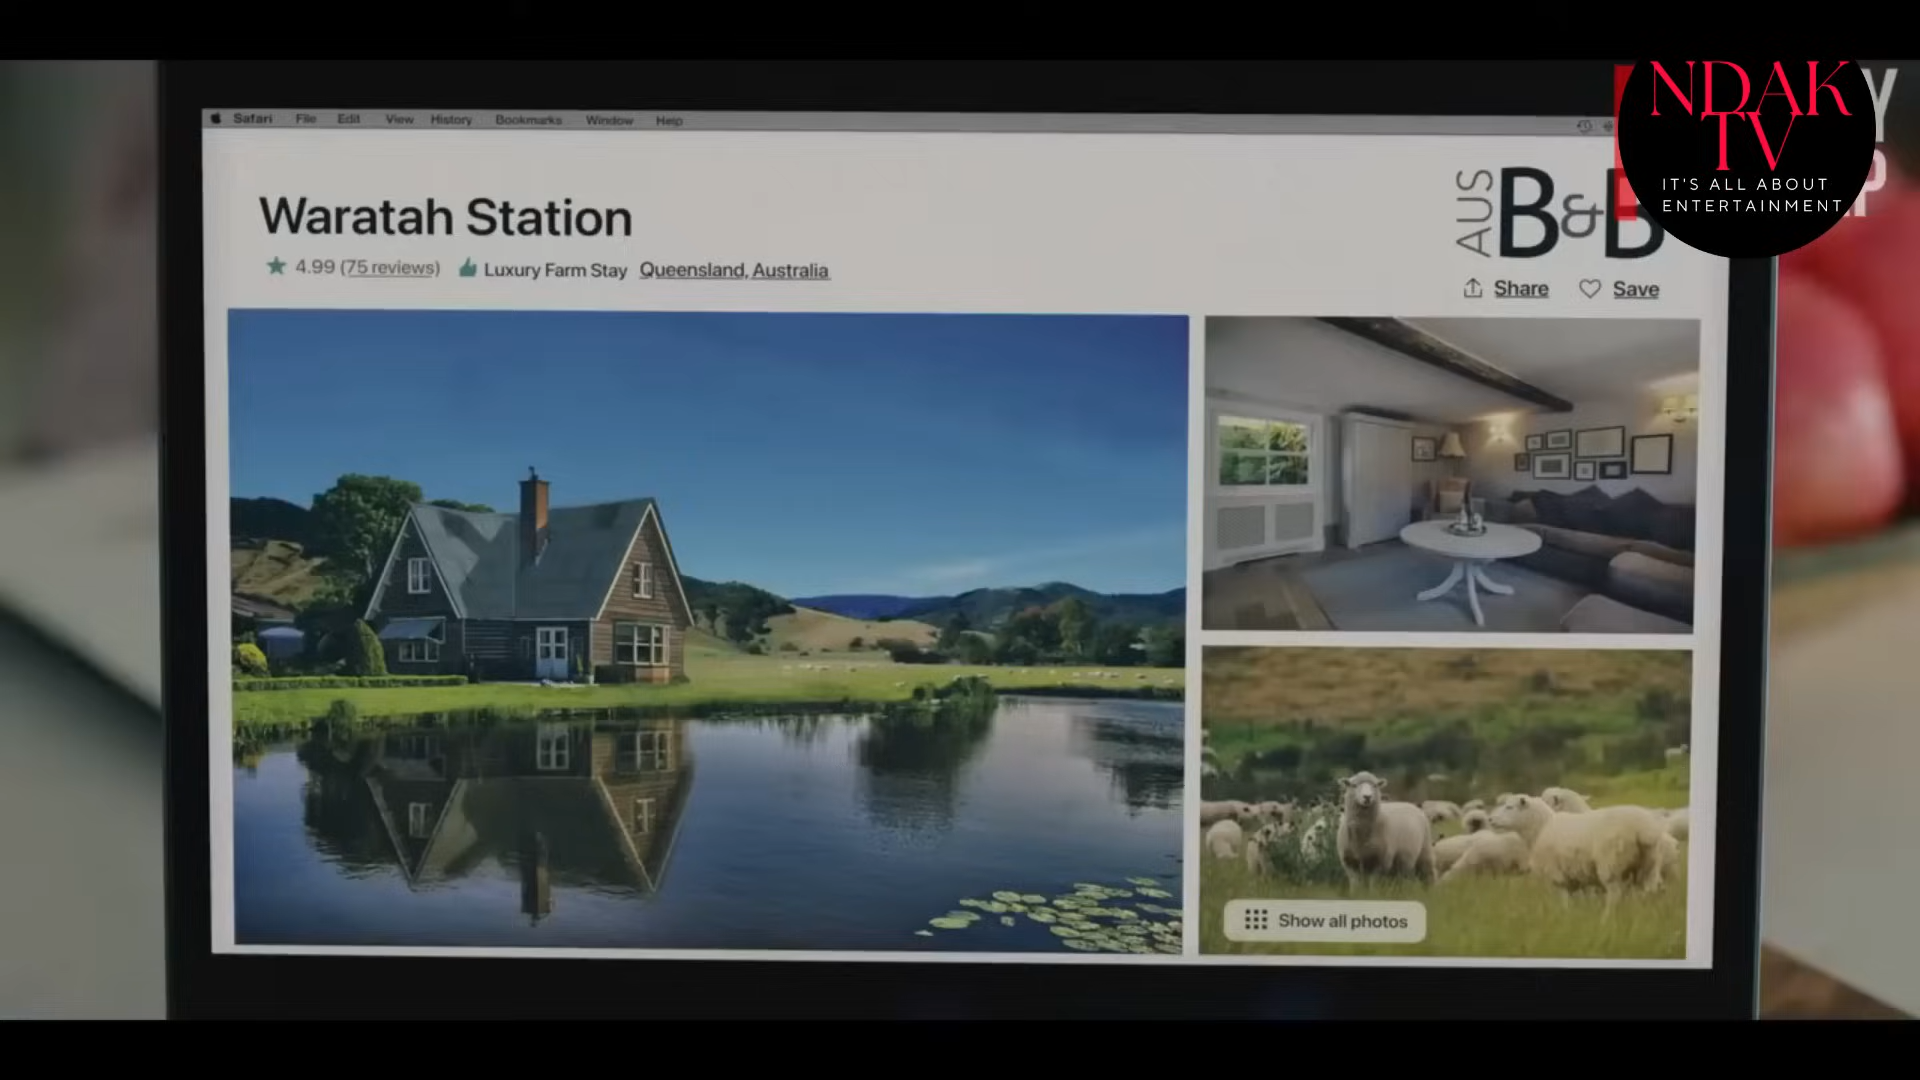 NDAK
TV
IT'S ALL ABOUT
ENTERTAINMENT
Safari File Edit View History Bookmarks Window Help
AUS B&B
Waratah Station
4.99 (75 reviews) Luxury Farm Stay Queensland, Australia
Share Save
Show all photos